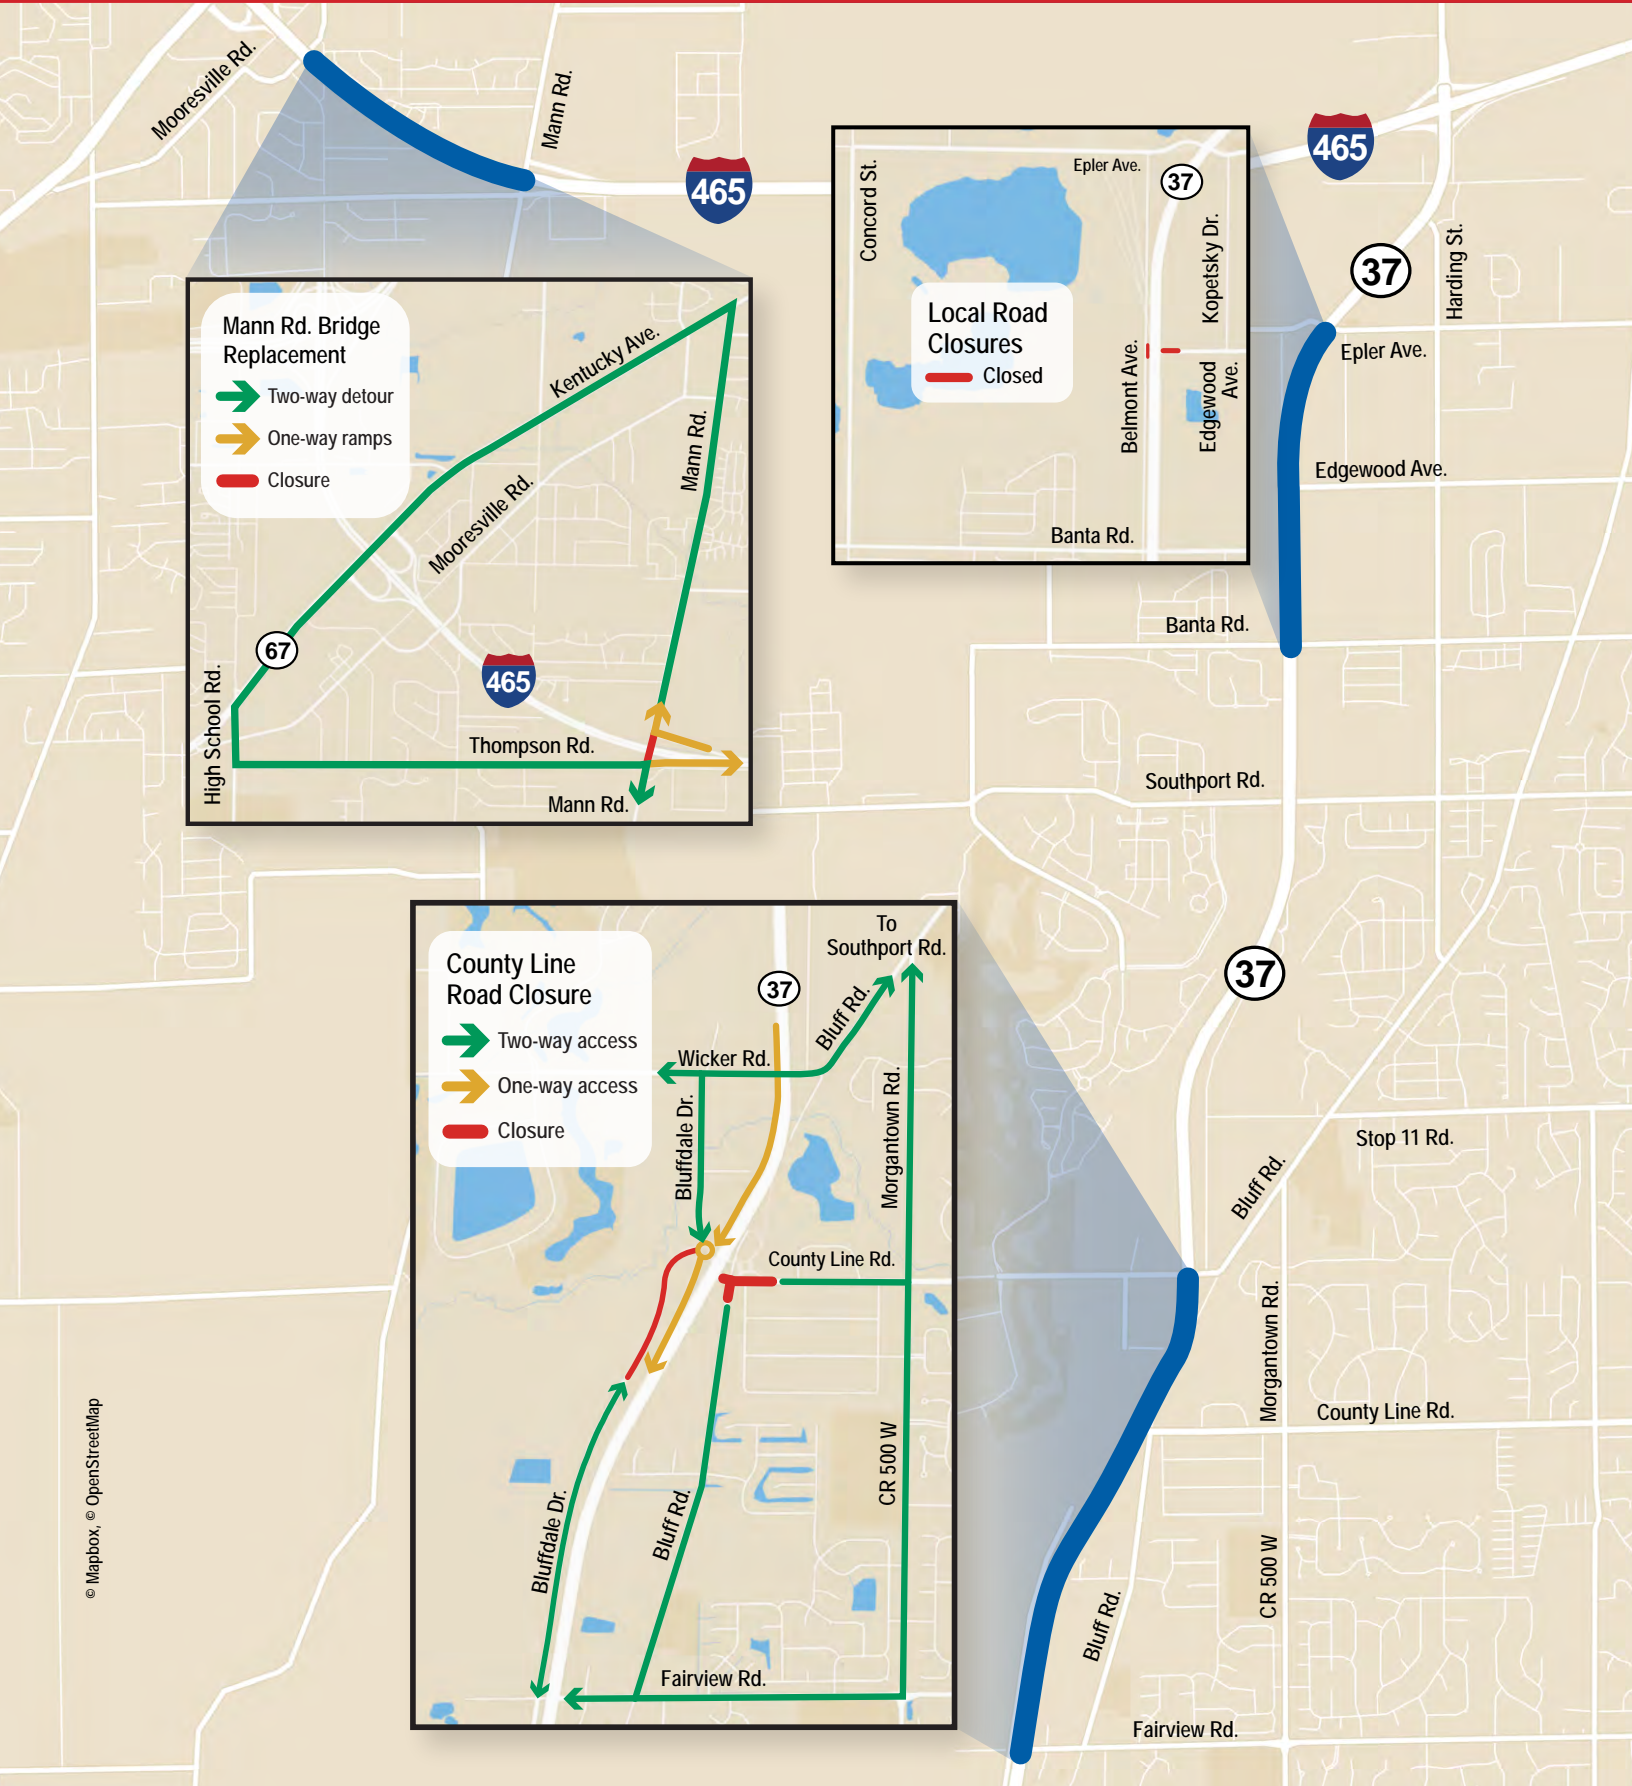 Mooresville Rd.
Mann Rd.
465
465
37
Harding St.
Epler Ave.
Edgewood Ave.
Banta Rd.
Southport Rd.
37
Stop 11 Rd.
Bluff Rd.
Morgantown Rd.
County Line Rd.
CR 500 W
Bluff Rd.
Fairview Rd.
Mann Rd. Bridge
Replacement
Two-way detour
One-way ramps
Closure
Kentucky Ave.
Mann Rd.
Mooresville Rd.
67
465
High School Rd.
Thompson Rd.
Mann Rd.
Concord St.
Epler Ave.
37
Kopetsky Dr.
Local Road
Closures
Closed
Belmont Ave.
Edgewood
Ave.
Banta Rd.
County Line
Road Closure
Two-way access
One-way access
Closure
To
Southport Rd.
37
Bluff Rd.
Wicker Rd.
Bluffdale Dr.
Morgantown Rd.
County Line Rd.
CR 500 W
Bluffdale Dr.
Bluff Rd.
Fairview Rd.
© Mapbox, © OpenStreetMap